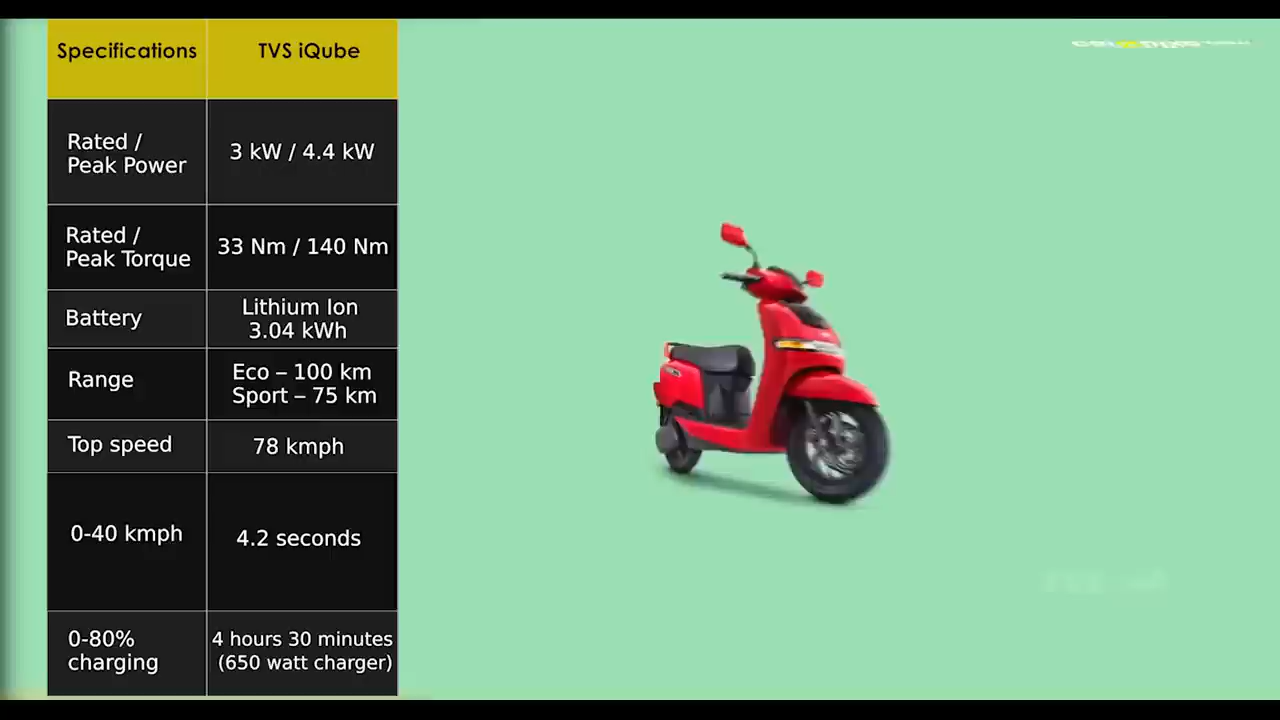 Specifications TVS iQube
Rated /
Peak Power
3 kW / 4.4 kW
Rated /
Peak Torque
33 Nm / 140 Nm
Battery
Lithium Ion
3.04 kWh
Range
Eco – 100 km
Sport – 75 km
Top speed
78 kmph
0-40 kmph
4.2 seconds
0-80%
charging
4 hours 30 minutes
(650 watt charger)